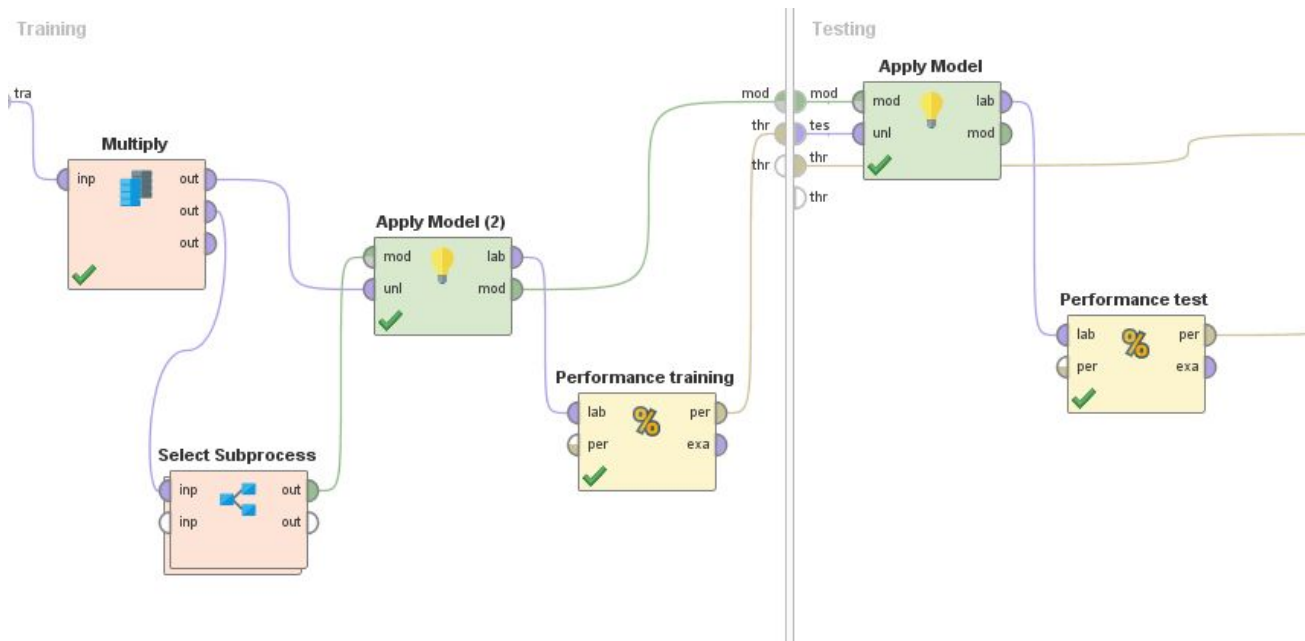 Training
tra
Multiply
inp
out
out
out
Select Subprocess
inp
out
inp
out
Apply Model (2)
mod
lab
unl
mod
Performance training
lab
per
per
exa
mod
thr
thr
Testing
mod
tes
thr
thr
Apply Model
mod
lab
unl
mod
Performance test
lab
per
per
exa